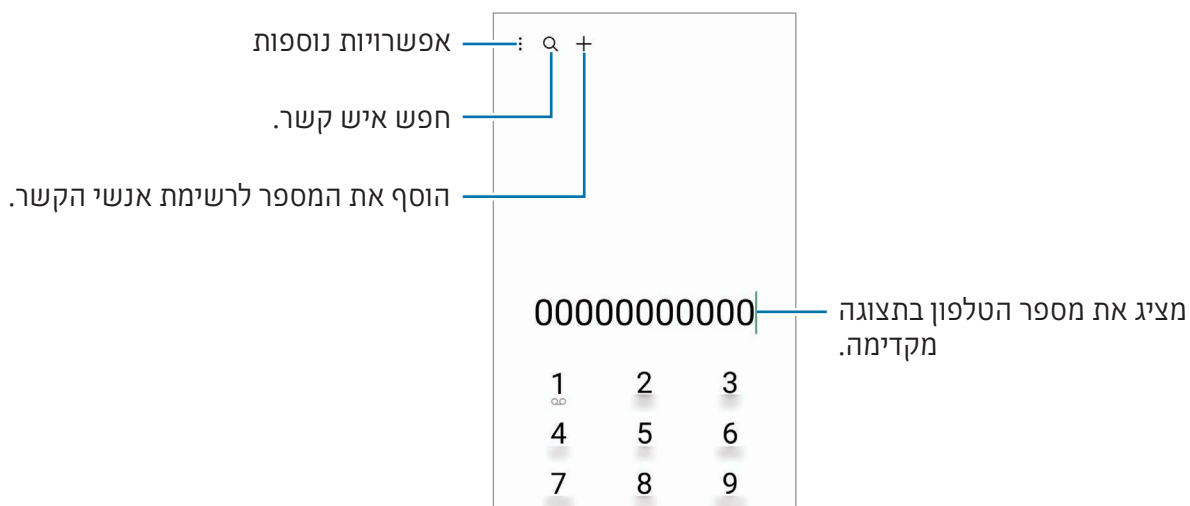 אפשרויות נוספות
חפש איש קשר.
הוסף את המספר לרשימת אנשי הקשר.
00000000000
מציג את מספר הטלפון בתצוגה
מקדימה.
1 2 3
4 5 6
7 8 9